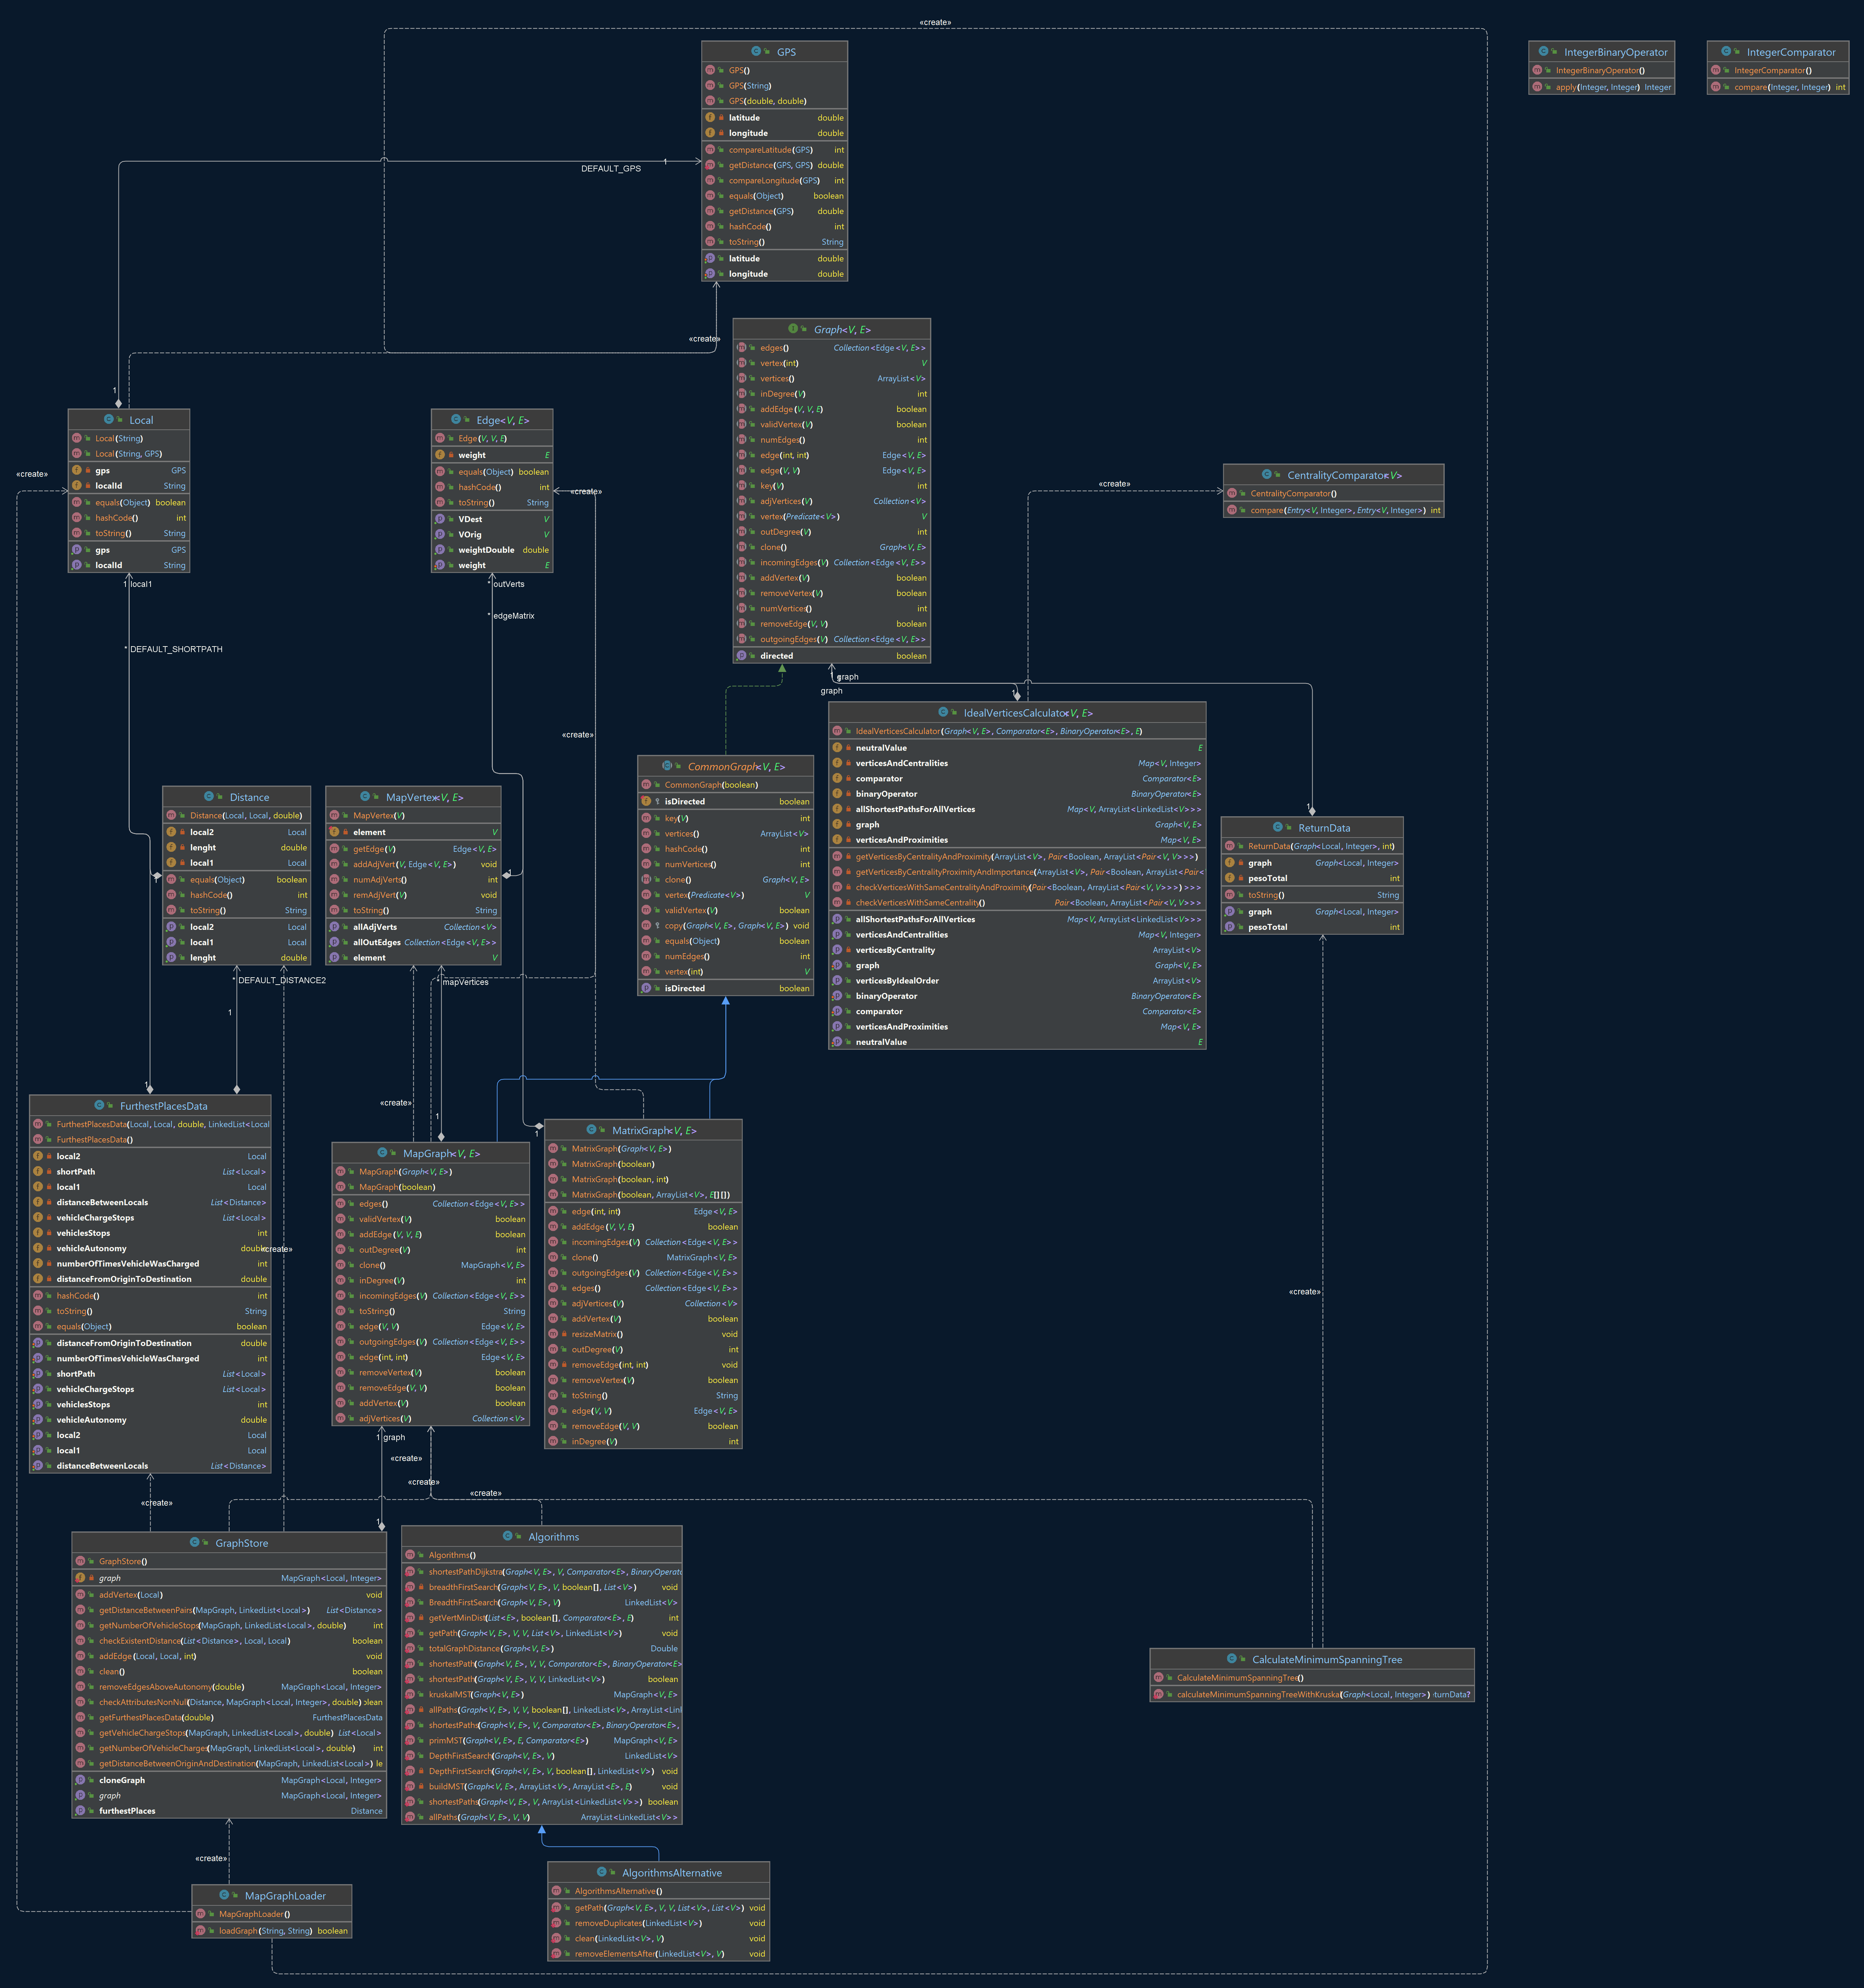 «create»
GPS
GPS()
GPS(String)
GPS(double, double)
latitude double
longitude double
compareLatitude(GPS) int
getDistance(GPS, GPS) double
compareLongitude(GPS) int
equals(Object) boolean
getDistance(GPS) double
hashCode() int
toString() String
latitude double
longitude double
IntegerBinaryOperator
IntegerBinaryOperator()
apply(Integer, Integer) Integer
IntegerComparator
IntegerComparator()
compare(Integer, Integer) int
1
DEFAULT_GPS
1
«create»
Graph<V, E>
edges() Collection<Edge<V, E>>
vertex(int) V
vertices() ArrayList<V>
inDegree(V) int
addEdge(V, V, E) boolean
validVertex(V) boolean
numEdges() int
edge(int, int) Edge<V, E>
edge(V, V) Edge<V, E>
key(V) int
adjVertices(V) Collection<V>
vertex(Predicate<V>) V
outDegree(V) int
clone() Graph<V, E>
incomingEdges(V) Collection<Edge<V, E>>
addVertex(V) boolean
removeVertex(V) boolean
numVertices() int
removeEdge(V, V) boolean
outgoingEdges(V) Collection<Edge<V, E>>
directed boolean
Local
Local(String)
Local(String, GPS)
gps GPS
localId String
equals(Object) boolean
hashCode() int
toString() String
gps GPS
localId String
«create»
Edge<V, E>
Edge(V, V, E)
weight E
equals(Object) boolean
hashCode() int
toString() String
VDest V
VOrig V
weightDouble double
weight E
«create»
CentralityComparator<V>
CentralityComparator()
compare(Entry<V, Integer>, Entry<V, Integer>) int
«create»
1 local1
* outVerts
* edgeMatrix
* DEFAULT_SHORTPATH
graph
graph
1
1
«create»
IdealVerticesCalculator<V, E>
IdealVerticesCalculator(Graph<V, E>, Comparator<E>, BinaryOperator<E>, E)
neutralValue E
verticesAndCentralities Map<V, Integer>
comparator Comparator<E>
binaryOperator BinaryOperator<E>
allShortestPathsForAllVertices Map<V, ArrayList<LinkedList<V>>>
graph Graph<V, E>
verticesAndProximities Map<V, E>
getVerticesByCentralityAndProximity(ArrayList<V>, Pair<Boolean, ArrayList<Pair<V, V>>>)
getVerticesByCentralityProximityAndImportance(ArrayList<V>, Pair<Boolean, ArrayList<Pair<
checkVerticesWithSameCentralityAndProximity(Pair<Boolean, ArrayList<Pair<V, V>>>) >>>
checkVerticesWithSameCentrality() Pair<Boolean, ArrayList<Pair<V, V>>>
allShortestPathsForAllVertices Map<V, ArrayList<LinkedList<V>>>
verticesAndCentralities Map<V, Integer>
verticesByCentrality ArrayList<V>
graph Graph<V, E>
verticesByIdealOrder ArrayList<V>
binaryOperator BinaryOperator<E>
comparator Comparator<E>
verticesAndProximities Map<V, E>
neutralValue E
CommonGraph<V, E>
CommonGraph(boolean)
isDirected boolean
key(V) int
vertices() ArrayList<V>
hashCode() int
numVertices() int
clone() Graph<V, E>
vertex(Predicate<V>) V
validVertex(V) boolean
copy(Graph<V, E>, Graph<V, E>) void
equals(Object) boolean
numEdges() int
vertex(int) V
isDirected boolean
Distance
Distance(Local, Local, double)
local2 Local
lenght double
local1 Local
equals(Object) boolean
hashCode() int
toString() String
local2 Local
local1 Local
lenght double
1
MapVertex<V, E>
MapVertex(V)
element V
getEdge(V) Edge<V, E>
addAdjVert(V, Edge<V, E>) void
numAdjVerts() int
remAdjVert(V) void
toString() String
allAdjVerts Collection<V>
allOutEdges Collection<Edge<V, E>>
element V
1
ReturnData
ReturnData(Graph<Local, Integer>, int)
graph Graph<Local, Integer>
pesoTotal int
toString() String
graph Graph<Local, Integer>
pesoTotal int
* DEFAULT_DISTANCE2
* mapVertices
1
1
«create»
1
1
FurthestPlacesData
FurthestPlacesData(Local, Local, double, LinkedList<Local
FurthestPlacesData()
local2 Local
shortPath List<Local>
local1 Local
distanceBetweenLocals List<Distance>
vehicleChargeStops List<Local>
vehiclesStops int
vehicleAutonomy double
numberOfTimesVehicleWasCharged int
distanceFromOriginToDestination double
hashCode() int
toString() String
equals(Object) boolean
distanceFromOriginToDestination double
numberOfTimesVehicleWasCharged int
shortPath List<Local>
vehicleChargeStops List<Local>
vehiclesStops int
vehicleAutonomy double
local2 Local
local1 Local
distanceBetweenLocals List<Distance>
«create»
MapGraph<V, E>
MapGraph(Graph<V, E>)
MapGraph(boolean)
edges() Collection<Edge<V, E>>
validVertex(V) boolean
addEdge(V, V, E) boolean
outDegree(V) int
clone() MapGraph<V, E>
inDegree(V) int
incomingEdges(V) Collection<Edge<V, E>>
toString() String
edge(V, V) Edge<V, E>
outgoingEdges(V) Collection<Edge<V, E>>
edge(int, int) Edge<V, E>
removeVertex(V) boolean
removeEdge(V, V) boolean
addVertex(V) boolean
adjVertices(V) Collection<V>
MatrixGraph<V, E>
MatrixGraph(Graph<V, E>)
MatrixGraph(boolean)
MatrixGraph(boolean, int)
MatrixGraph(boolean, ArrayList<V>, E[][])
edge(int, int) Edge<V, E>
addEdge(V, V, E) boolean
incomingEdges(V) Collection<Edge<V, E>>
clone() MatrixGraph<V, E>
outgoingEdges(V) Collection<Edge<V, E>>
edges() Collection<Edge<V, E>>
adjVertices(V) Collection<V>
addVertex(V) boolean
resizeMatrix() void
outDegree(V) int
removeEdge(int, int) void
removeVertex(V) boolean
toString() String
edge(V, V) Edge<V, E>
removeEdge(V, V) boolean
inDegree(V) int
«create»
1 graph
«create»
«create»
«create»
«create»
1
GraphStore
GraphStore()
graph MapGraph<Local, Integer>
addVertex(Local) void
getDistanceBetweenPairs(MapGraph, LinkedList<Local>) List<Distance>
getNumberOfVehicleStops(MapGraph, LinkedList<Local>, double) int
checkExistentDistance(List<Distance>, Local, Local) boolean
addEdge(Local, Local, int) void
clean() boolean
removeEdgesAboveAutonomy(double) MapGraph<Local, Integer>
checkAttributesNonNull(Distance, MapGraph<Local, Integer>, double) olean
getFurthestPlacesData(double) FurthestPlacesData
getVehicleChargeStops(MapGraph, LinkedList<Local>, double) List<Local>
getNumberOfVehicleCharges(MapGraph, LinkedList<Local>, double) int
getDistanceBetweenOriginAndDestination(MapGraph, LinkedList<Local>) le
cloneGraph MapGraph<Local, Integer>
graph MapGraph<Local, Integer>
furthestPlaces Distance
Algorithms
Algorithms()
shortestPathDijkstra(Graph<V, E>, V, Comparator<E>, BinaryOperato
breadthFirstSearch(Graph<V, E>, V, boolean[], List<V>) void
BreadthFirstSearch(Graph<V, E>, V) LinkedList<V>
getVertMinDist(List<E>, boolean[], Comparator<E>, E) int
getPath(Graph<V, E>, V, V, List<V>, LinkedList<V>) void
totalGraphDistance(Graph<V, E>) Double
shortestPath(Graph<V, E>, V, V, Comparator<E>, BinaryOperator<E>
shortestPath(Graph<V, E>, V, V, LinkedList<V>) boolean
kruskalMST(Graph<V, E>) MapGraph<V, E>
allPaths(Graph<V, E>, V, V, boolean[], LinkedList<V>, ArrayList<Linl
shortestPaths(Graph<V, E>, V, Comparator<E>, BinaryOperator<E>,
primMST(Graph<V, E>, E, Comparator<E>) MapGraph<V, E>
DepthFirstSearch(Graph<V, E>, V) LinkedList<V>
DepthFirstSearch(Graph<V, E>, V, boolean[], LinkedList<V>) void
buildMST(Graph<V, E>, ArrayList<V>, ArrayList<E>, E) void
shortestPaths(Graph<V, E>, V, ArrayList<LinkedList<V>>) boolean
allPaths(Graph<V, E>, V, V) ArrayList<LinkedList<V>>
CalculateMinimumSpanningTree
CalculateMinimumSpanningTree()
calculateMinimumSpanningTreeWithKruskal(Graph<Local, Integer>)
«create»
MapGraphLoader
MapGraphLoader()
loadGraph(String, String) boolean
AlgorithmsAlternative
AlgorithmsAlternative()
getPath(Graph<V, E>, V, V, List<V>, List<V>) void
removeDuplicates(LinkedList<V>) void
clean(LinkedList<V>, V) void
removeElementsAfter(LinkedList<V>, V) void